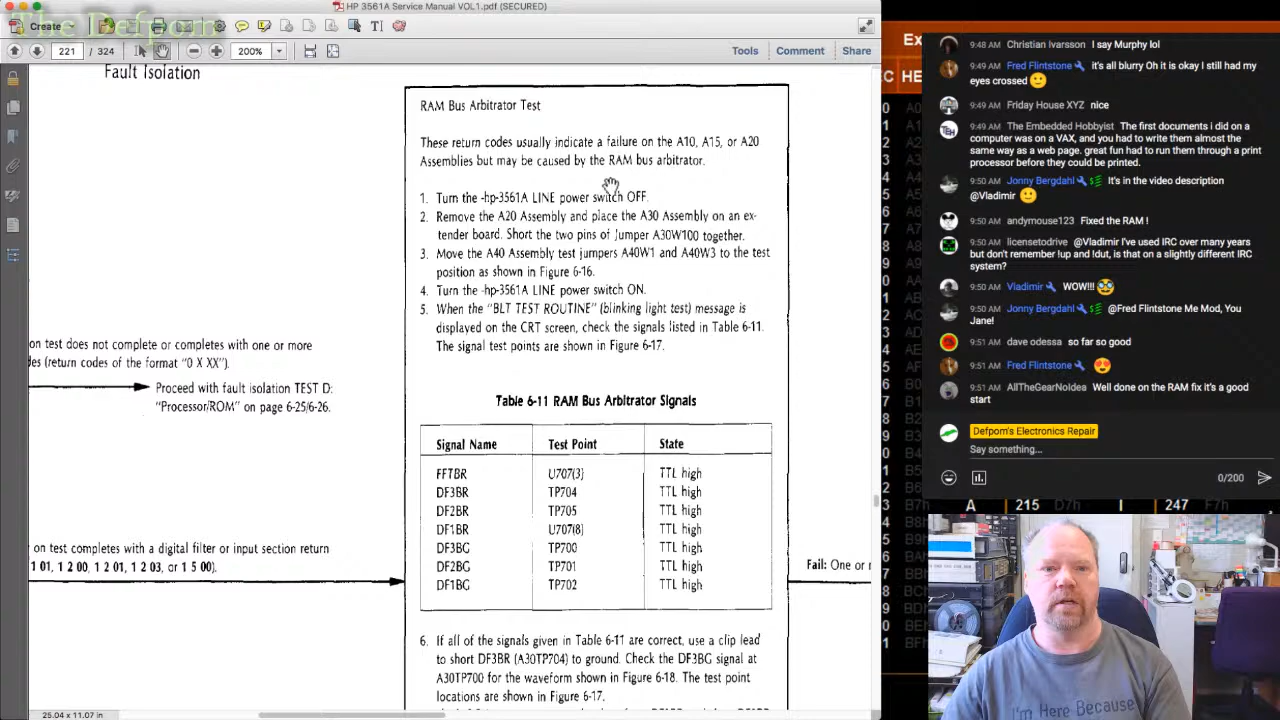 HP 3561A Service Manual VOL1.pdf (SECURED)
The Defpom
Create
221 / 324
200%
Tools
Comment
Share
Fault Isolation
RAM Bus Arbitrator Test
These return codes usually indicate a failure on the A10, A15, or A20
Assemblies but may be caused by the RAM bus arbitrator.
1. Turn the -hp-3561A LINE power switch OFF.
2. Remove the A20 Assembly and place the A30 Assembly on an ex-
tender board. Short the two pins of Jumper A30W100 together.
3. Move the A40 Assembly test jumpers A40W1 and A40W3 to the test
position as shown in Figure 6-16.
4. Turn the -hp-3561A LINE power switch ON.
5. When the "BLT TEST ROUTINE" (blinking light test) message is
displayed on the CRT screen, check the signals listed in Table 6-11.
The signal test points are shown in Figure 6-17.
on test does not complete or completes with one or more
des (return codes of the format "0 X XX").
Proceed with fault isolation TEST D:
"Processor/ROM" on page 6-25/6-26.
Table 6-11 RAM Bus Arbitrator Signals
Signal Name Test Point State
FFTBR U707(3) TTL high
DF3BR TP704 TTL high
DF2BR TP705 TTL high
DF1BR U707(8) TTL high
DF3BG TP700 TTL high
DF2BG TP701 TTL high
DF1BG TP702 TTL high
on test completes with a digital filter or input section return
1 01, 1 2 00, 1 2 01, 1 2 03, or 1 5 00).
Fail: One or
6. If all of the signals given in Table 6-11 are correct, use a clip lead
to short DF3BR (A30TP704) to ground. Check the DF3BG signal at
A30TP700 for the waveform shown in Figure 6-18. The test point
locations are shown in Figure 6-17.
25.04 x 11.07 in
Ex
EC HE
9:48 AM Christian Ivarsson I say Murphy lol
9:49 AM Fred Flintstone it's all blurry Oh it is okay I still had my
eyes crossed
9:49 AM Friday House XYZ nice
9:49 AM The Embedded Hobbyist The first documents i did on a
computer was on a VAX, and you had to write them almost the
same way as a web page. great fun had to run them through a print
processor before they could be printed.
9:50 AM Jonny Bergdahl It's in the video description
@Vladimir
9:50 AM andymouse123 Fixed the RAM !
9:50 AM licensetodrive @Vladimir I've used IRC over many years
but don't remember !up and !dut, is that on a slightly different IRC
system?
9:50 AM Vladimir WOW!!!
9:50 AM Jonny Bergdahl @Fred Flintstone Me Mod, You
Jane!
9:51 AM dave odessa so far so good
9:51 AM Fred Flintstone
9:51 AM AllTheGearNoIdea Well done on the RAM fix it's a good
start
Defpom's Electronics Repair
Say something...
0/200
A 215 D7h I 247 F7h
I'm Here Because